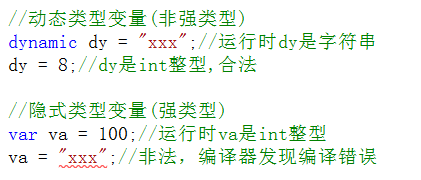 //动态类型变量(非强类型)
dynamic dy = "xxx";//运行时dy是字符串
dy = 8;//dy是int整型,合法
//隐式类型变量(强类型)
var va = 100;//运行时va是int整型
va = "xxx";//非法，编译器发现编译错误